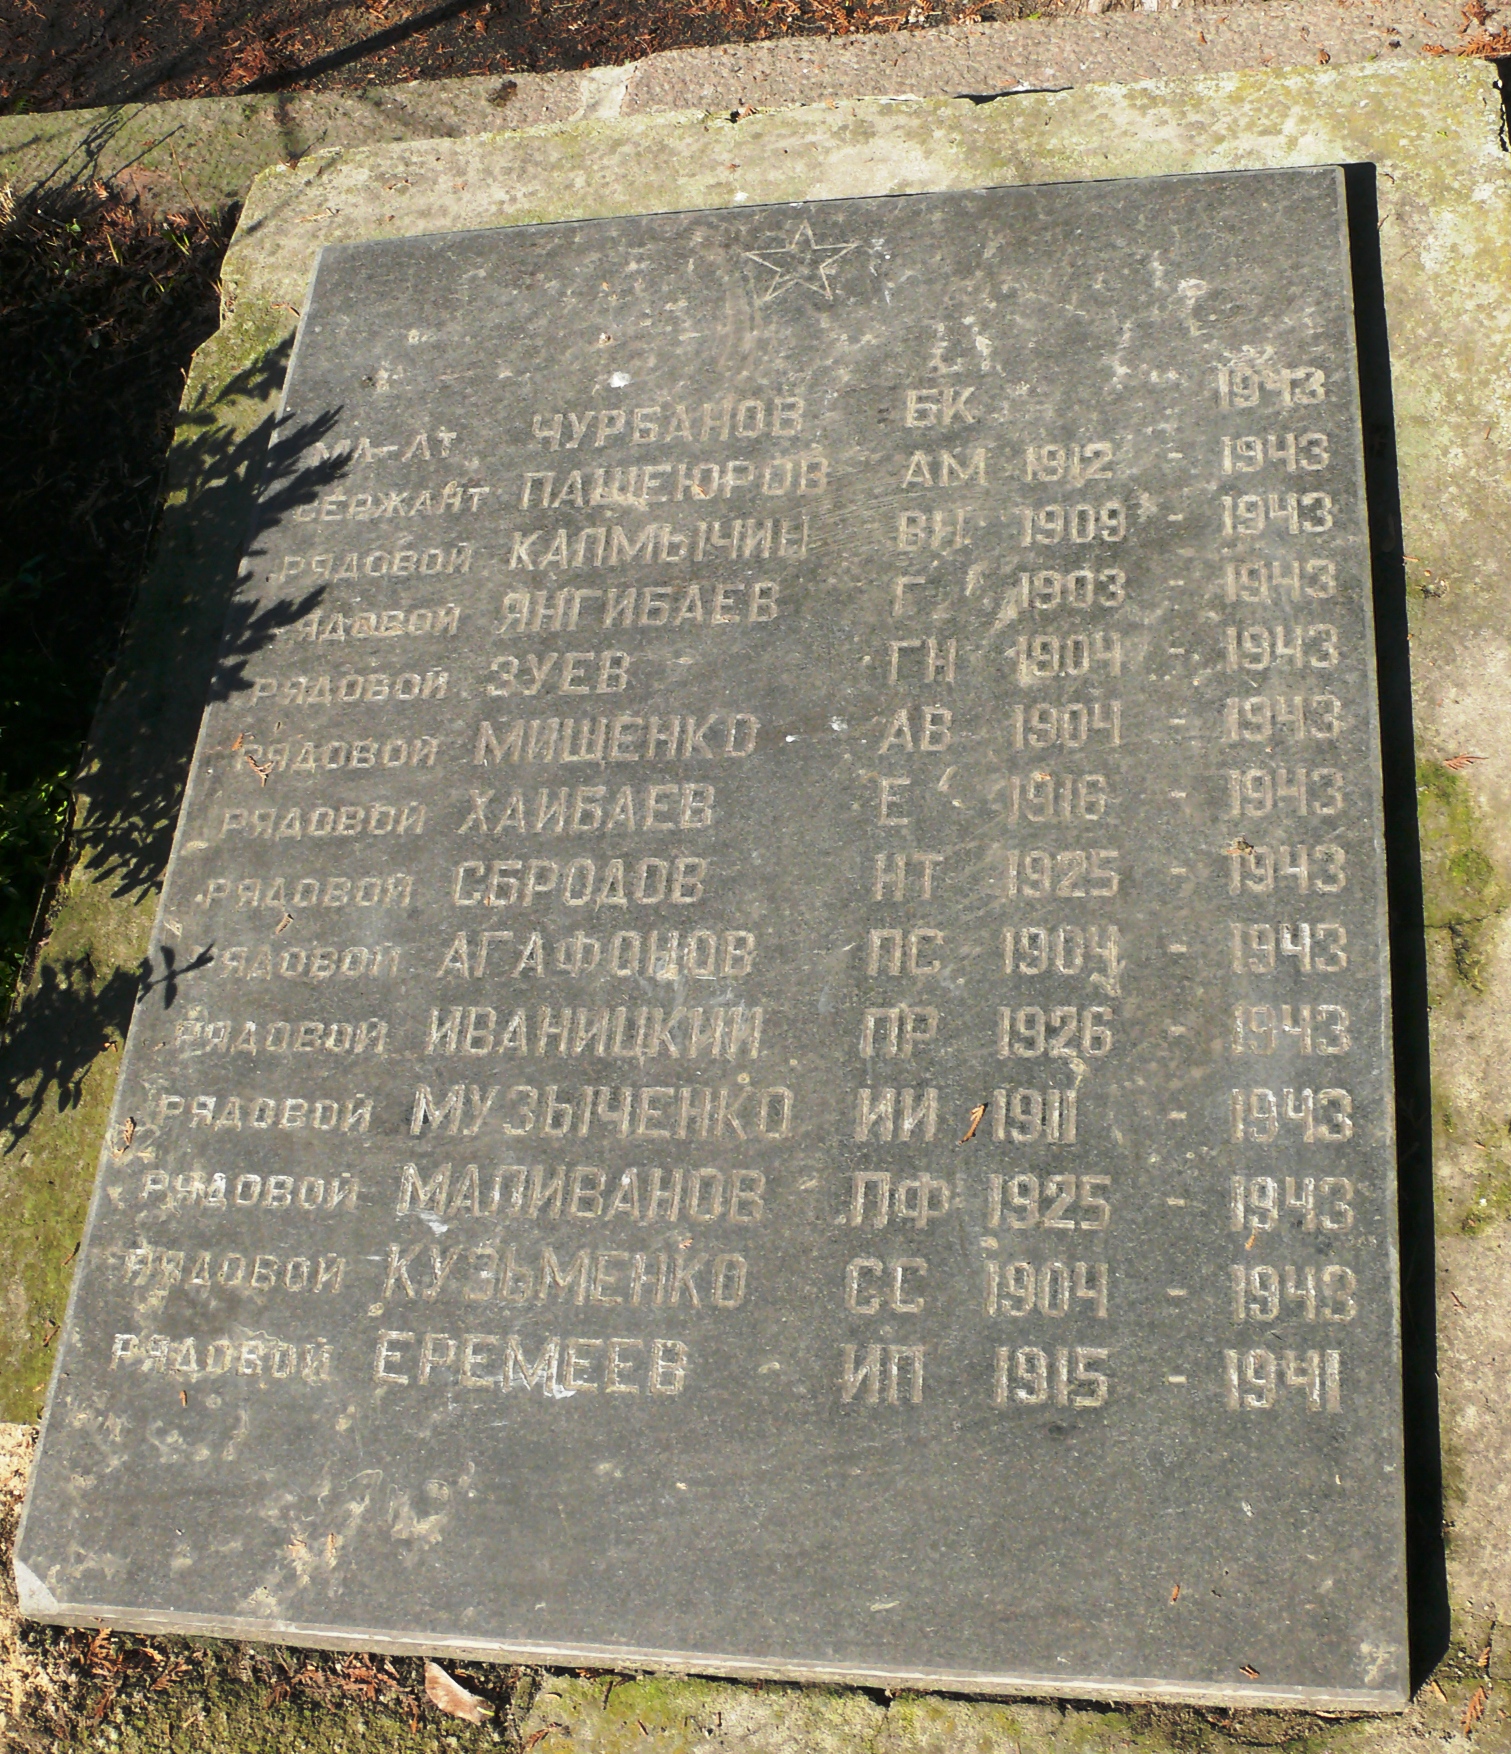 МЛ-ЛТ ЧУРБАНОВ БК 1943
СЕРЖАНТ ПАЩЕЮРОВ АМ 1912 - 1943
РЯДОВОЙ КАЛМЫЧИН ВН 1909 - 1943
РЯДОВОЙ ЯНГИБАЕВ Г. 1903 - 1943
РЯДОВОЙ ЗУЕВ ГН 1904 - 1943
РЯДОВОЙ МИЩЕНКО АВ 1904 - 1943
РЯДОВОЙ ХАИБАЕВ Е 1916 - 1943
РЯДОВОЙ СБРОДОВ НТ 1925 - 1943
РЯДОВОЙ АГАФОНОВ ПС 1904 - 1943
РЯДОВОЙ ИВАНИЦКИИ ПР 1926 - 1943
РЯДОВОЙ МУЗЫЧЕНКО ИИ 1911 - 1943
РЯДОВОЙ МАЛИВАНОВ ПФ 1925 - 1943
РЯДОВОЙ КУЗЬМЕНКО СС 1904 - 1943
РЯДОВОЙ ЕРЕМЕЕВ ИП 1915 - 1941